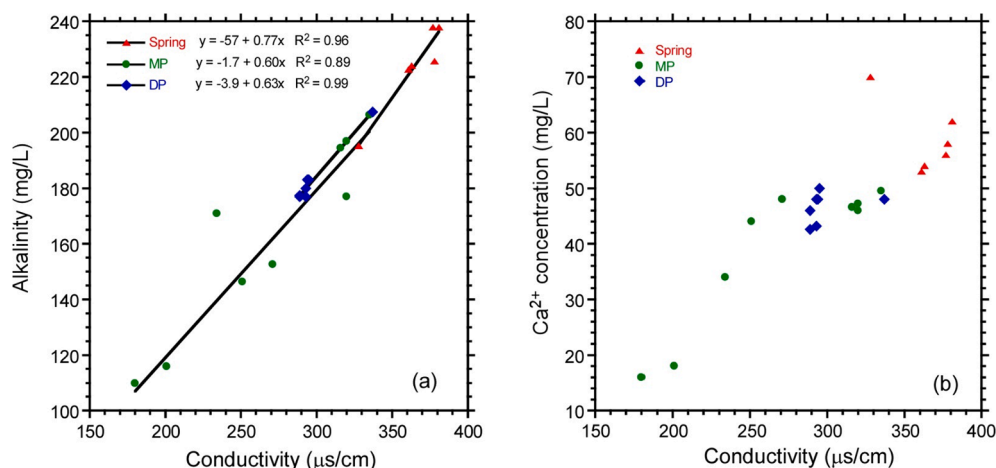 240
220
200
180
160
140
120
100
Alkalinity (mg/L)
Spring y = -57 + 0.77x R² = 0.96
MP y = -1.7 + 0.60x R² = 0.89
DP y = -3.9 + 0.63x R² = 0.99
(a)
150 200 250 300 350 400
Conductivity (μs/cm)
80
70
60
50
40
30
20
10
Ca²⁺ concentration (mg/L)
Spring
MP
DP
(b)
150 200 250 300 350 400
Conductivity (μs/cm)